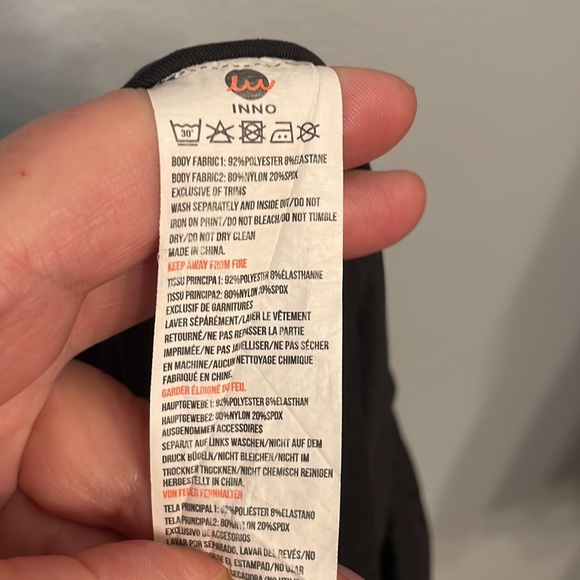 INNO
30°
BODY FABRIC1: 92%POLYESTER 8%ELASTANE
BODY FABRIC2: 80%NYLON 20%SPDX
EXCLUSIVE OF TRIMS
WASH SEPARATELY AND INSIDE OUT/DO NOT
IRON ON PRINT/DO NOT BLEACH/DO NOT TUMBLE
DRY/DO NOT DRY CLEAN
MADE IN CHINA.
KEEP AWAY FROM FIRE
TISSU PRINCIPA1: 92%POLYESTER 8%ÉLASTHANNE
TISSU PRINCIPA2: 80%NYLON 20%SPDX
EXCLUSIF DE GARNITURES
LAVER SÉPARÉMENT/LAVER LE VÊTEMENT
RETOURNÉ/NE PAS REPASSER LA PARTIE
IMPRIMÉE/NE PAS JAVELLISER/NE PAS SÉCHER
EN MACHINE/AUCUN NETTOYAGE CHIMIQUE
FABRIQUÉ EN CHINE.
GARDER ÉLOIGNÉ DU FEU.
HAUPTGEWEBE1: 92%POLYESTER 8%ELASTHAN
HAUPTGEWEBE2: 80%NYLON 20%SPDX
AUSGENOMMEN ACCESSOIRES
SEPARAT AUF LINKS WASCHEN/NICHT AUF DEM
DRUCK BÜGELN/NICHT BLEICHEN/NICHT IM
TROCKNER TROCKNEN/NICHT CHEMISCH REINIGEN
HERGESTELLT IN CHINA.
VON FEUER FERNHALTEN
TELA PRINCIPAL1: 92%POLIÉSTER 8%ELASTANO
TELA PRINCIPAL2: 80%NYLON 20%SPDX
EXCLUSIVO DE ACCESORIOS
LAVAR POR SEPARADO, LAVAR DEL REVÉS/NO
EL ESTAMPADO/NO USAR